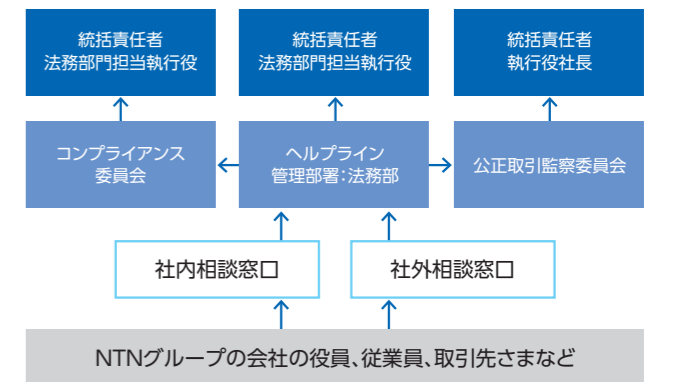 統括責任者
法務部門担当執行役
統括責任者
法務部門担当執行役
統括責任者
執行役社長
コンプライアンス
委員会
ヘルプライン
管理部署:法務部
公正取引監察委員会
社内相談窓口
社外相談窓口
NTNグループの会社の役員、従業員、取引先さまなど